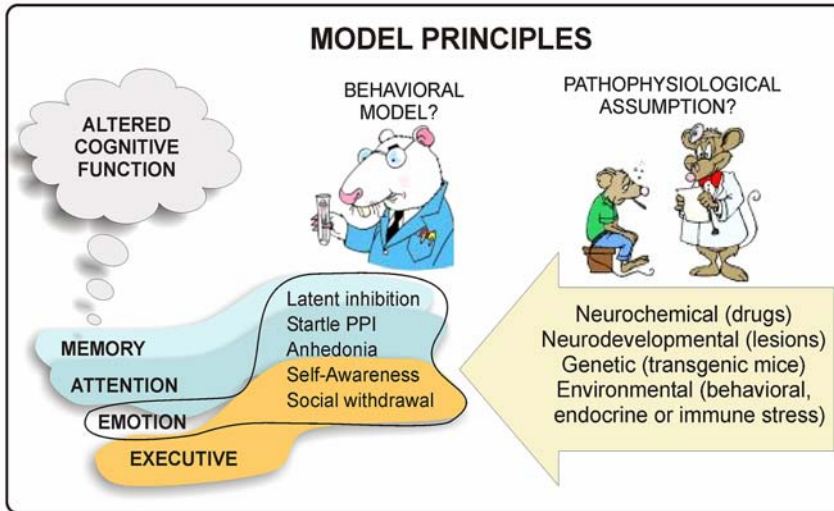 MODEL PRINCIPLES
ALTERED
COGNITIVE
FUNCTION
BEHAVIORAL
MODEL?
PATHOPHYSIOLOGICAL
ASSUMPTION?
MEMORY
ATTENTION
EMOTION
EXECUTIVE
Latent inhibition
Startle PPI
Anhedonia
Self-Awareness
Social withdrawal
Neurochemical (drugs)
Neurodevelopmental (lesions)
Genetic (transgenic mice)
Environmental (behavioral,
endocrine or immune stress)